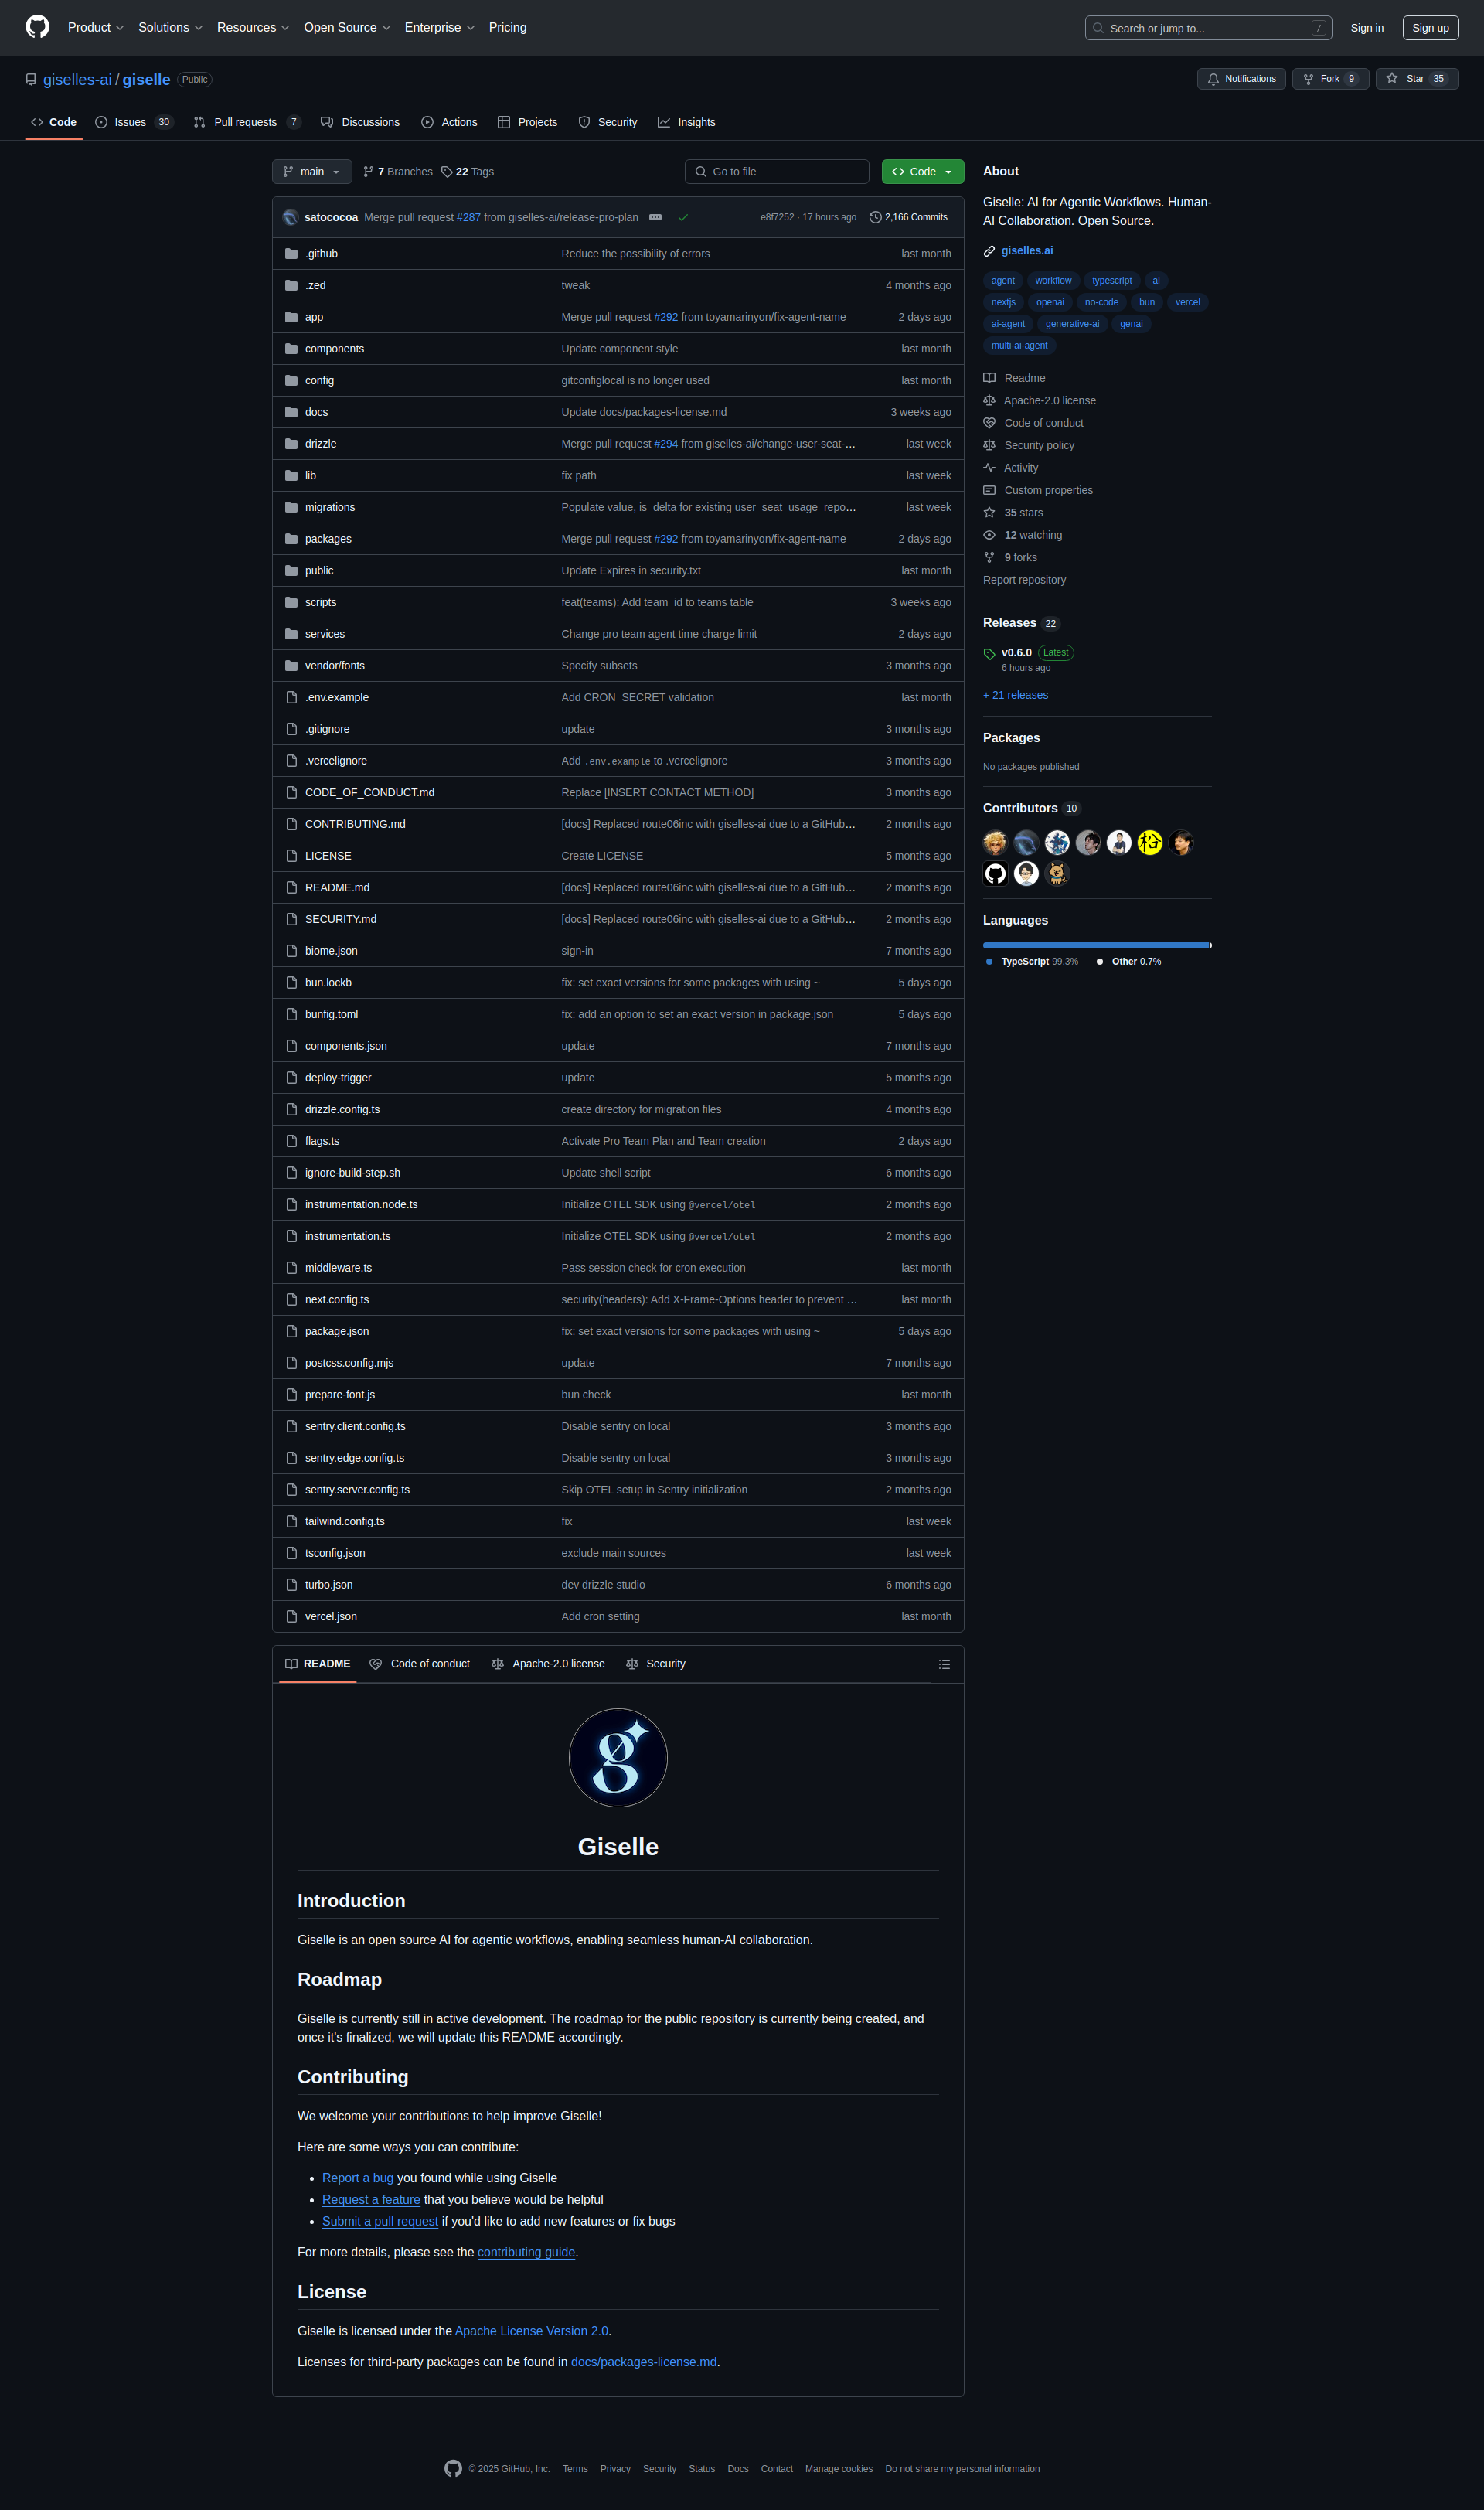 Product Solutions Resources Open Source Enterprise Pricing Search or jump to... / Sign in Sign up
giselles-ai / giselle Public Notifications Fork 9 Star 35
Code Issues 30 Pull requests 7 Discussions Actions Projects Security Insights
main 7 Branches 22 Tags Go to file Code
satococoa Merge pull request #287 from giselles-ai/release-pro-plan e8f7252 · 17 hours ago 2,166 Commits
.github Reduce the possibility of errors last month
.zed tweak 4 months ago
app Merge pull request #292 from toyamarinyon/fix-agent-name 2 days ago
components Update component style last month
config gitconfiglocal is no longer used last month
docs Update docs/packages-license.md 3 weeks ago
drizzle Merge pull request #294 from giselles-ai/change-user-seat-… last week
lib fix path last week
migrations Populate value, is_delta for existing user_seat_usage_repo… last week
packages Merge pull request #292 from toyamarinyon/fix-agent-name 2 days ago
public Update Expires in security.txt last month
scripts feat(teams): Add team_id to teams table 3 weeks ago
services Change pro team agent time charge limit 2 days ago
vendor/fonts Specify subsets 3 months ago
.env.example Add CRON_SECRET validation last month
.gitignore update 3 months ago
.vercelignore Add .env.example to .vercelignore 3 months ago
CODE_OF_CONDUCT.md Replace [INSERT CONTACT METHOD] 3 months ago
CONTRIBUTING.md [docs] Replaced route06inc with giselles-ai due to a GitHub… 2 months ago
LICENSE Create LICENSE 5 months ago
README.md [docs] Replaced route06inc with giselles-ai due to a GitHub… 2 months ago
SECURITY.md [docs] Replaced route06inc with giselles-ai due to a GitHub… 2 months ago
biome.json sign-in 7 months ago
bun.lockb fix: set exact versions for some packages with using ~ 5 days ago
bunfig.toml fix: add an option to set an exact version in package.json 5 days ago
components.json update 7 months ago
deploy-trigger update 5 months ago
drizzle.config.ts create directory for migration files 4 months ago
flags.ts Activate Pro Team Plan and Team creation 2 days ago
ignore-build-step.sh Update shell script 6 months ago
instrumentation.node.ts Initialize OTEL SDK using @vercel/otel 2 months ago
instrumentation.ts Initialize OTEL SDK using @vercel/otel 2 months ago
middleware.ts Pass session check for cron execution last month
next.config.ts security(headers): Add X-Frame-Options header to prevent … last month
package.json fix: set exact versions for some packages with using ~ 5 days ago
postcss.config.mjs update 7 months ago
prepare-font.js bun check last month
sentry.client.config.ts Disable sentry on local 3 months ago
sentry.edge.config.ts Disable sentry on local 3 months ago
sentry.server.config.ts Skip OTEL setup in Sentry initialization 2 months ago
tailwind.config.ts fix last week
tsconfig.json exclude main sources last week
turbo.json dev drizzle studio 6 months ago
vercel.json Add cron setting last month
README Code of conduct Apache-2.0 license Security
g
Giselle
Introduction
Giselle is an open source AI for agentic workflows, enabling seamless human-AI collaboration.
Roadmap
Giselle is currently still in active development. The roadmap for the public repository is currently being created, and
once it's finalized, we will update this README accordingly.
Contributing
We welcome your contributions to help improve Giselle!
Here are some ways you can contribute:
• Report a bug you found while using Giselle
• Request a feature that you believe would be helpful
• Submit a pull request if you'd like to add new features or fix bugs
For more details, please see the contributing guide.
License
Giselle is licensed under the Apache License Version 2.0.
Licenses for third-party packages can be found in docs/packages-license.md.
About
Giselle: AI for Agentic Workflows. Human-
AI Collaboration. Open Source.
giselles.ai
agent workflow typescript ai
nextjs openai no-code bun vercel
ai-agent generative-ai genai
multi-ai-agent
Readme
Apache-2.0 license
Code of conduct
Security policy
Activity
Custom properties
35 stars
12 watching
9 forks
Report repository
Releases 22
v0.6.0 Latest
6 hours ago
+ 21 releases
Packages
No packages published
Contributors 10
Languages
TypeScript 99.3% Other 0.7%
© 2025 GitHub, Inc. Terms Privacy Security Status Docs Contact Manage cookies Do not share my personal information